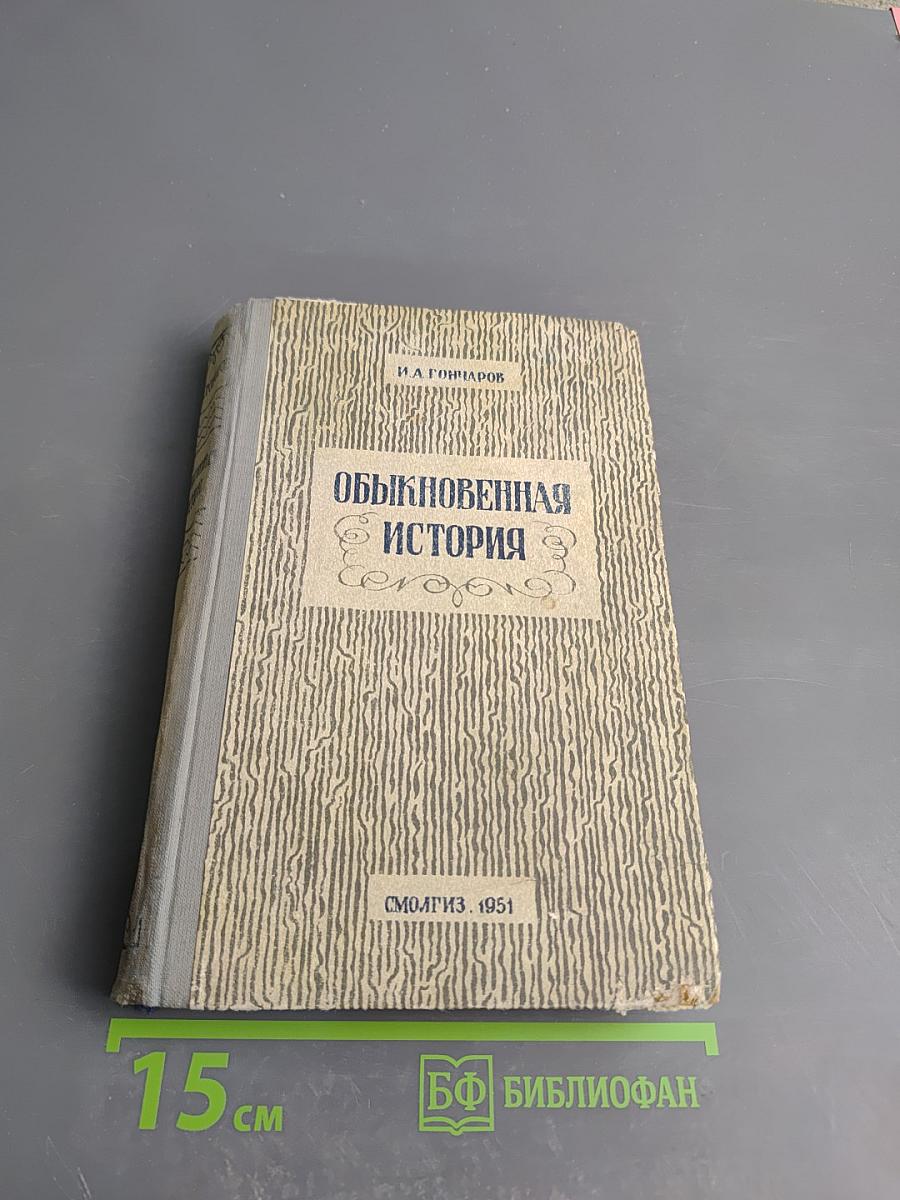 И.А.ГОНЧАРОВ
ОБЫКНОВЕННАЯ
ИСТОРИЯ
СМОЛГИЗ.1951
15 СМ
БФ БИБЛИОФАН